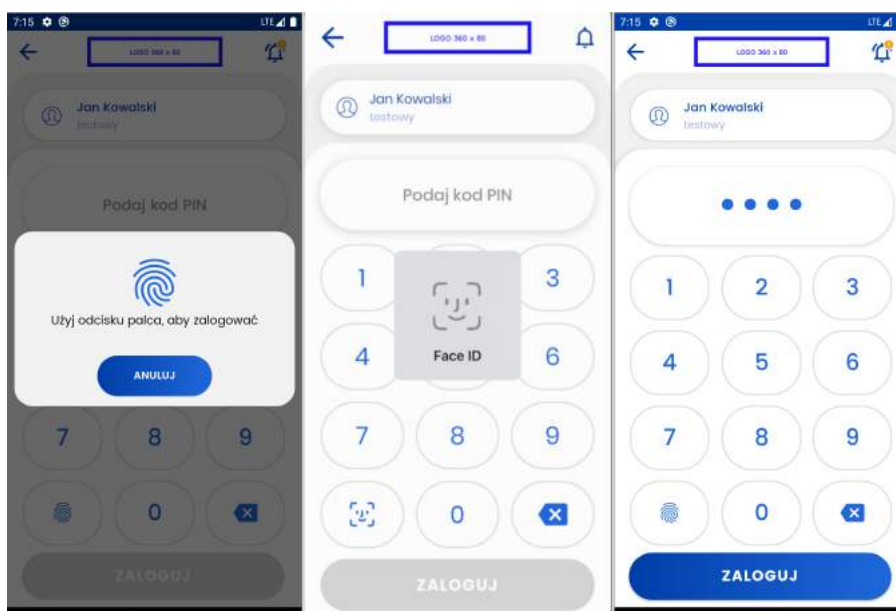 7:15
LTE
LOGO 360 x 80
Jan Kowalski
testowy
Podaj kod PIN
Użyj odcisku palca, aby zalogować
ANULUJ
7 8 9
0
ZALOGUJ
LOGO 360 x 80
Jan Kowalski
testowy
Podaj kod PIN
1 3
4 6
Face ID
7 8 9
0
ZALOGUJ
7:15
LTE
LOGO 360 x 80
Jan Kowalski
testowy
1 2 3
4 5 6
7 8 9
0
ZALOGUJ